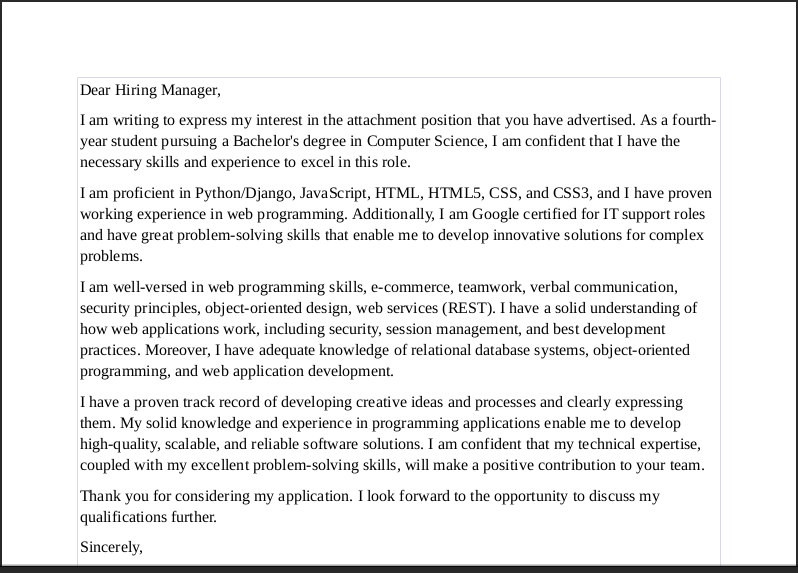 Dear Hiring Manager,
I am writing to express my interest in the attachment position that you have advertised. As a fourth-
year student pursuing a Bachelor's degree in Computer Science, I am confident that I have the
necessary skills and experience to excel in this role.
I am proficient in Python/Django, JavaScript, HTML, HTML5, CSS, and CSS3, and I have proven
working experience in web programming. Additionally, I am Google certified for IT support roles
and have great problem-solving skills that enable me to develop innovative solutions for complex
problems.
I am well-versed in web programming skills, e-commerce, teamwork, verbal communication,
security principles, object-oriented design, web services (REST). I have a solid understanding of
how web applications work, including security, session management, and best development
practices. Moreover, I have adequate knowledge of relational database systems, object-oriented
programming, and web application development.
I have a proven track record of developing creative ideas and processes and clearly expressing
them. My solid knowledge and experience in programming applications enable me to develop
high-quality, scalable, and reliable software solutions. I am confident that my technical expertise,
coupled with my excellent problem-solving skills, will make a positive contribution to your team.
Thank you for considering my application. I look forward to the opportunity to discuss my
qualifications further.
Sincerely,